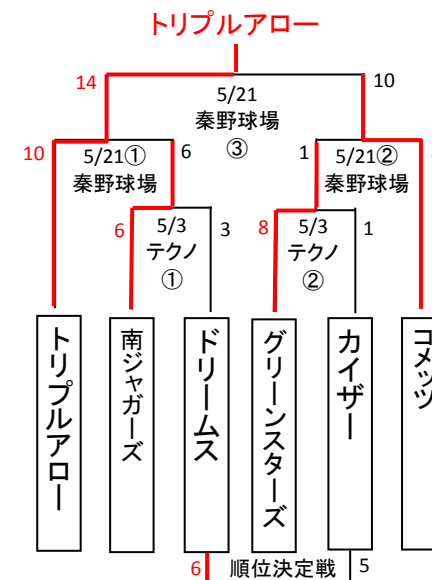 トリプルアロー
14
10
5/21
秦野球場
③
10
5/21①
秦野球場
6
1
5/21②
秦野球場
6
5/3
テクノ
①
3
8
5/3
テクノ
②
1
トリプルアロー
南ジャガーズ
ドリームス
グリーンスターズ
カイザー
コメッツ
6
順位決定戦
5